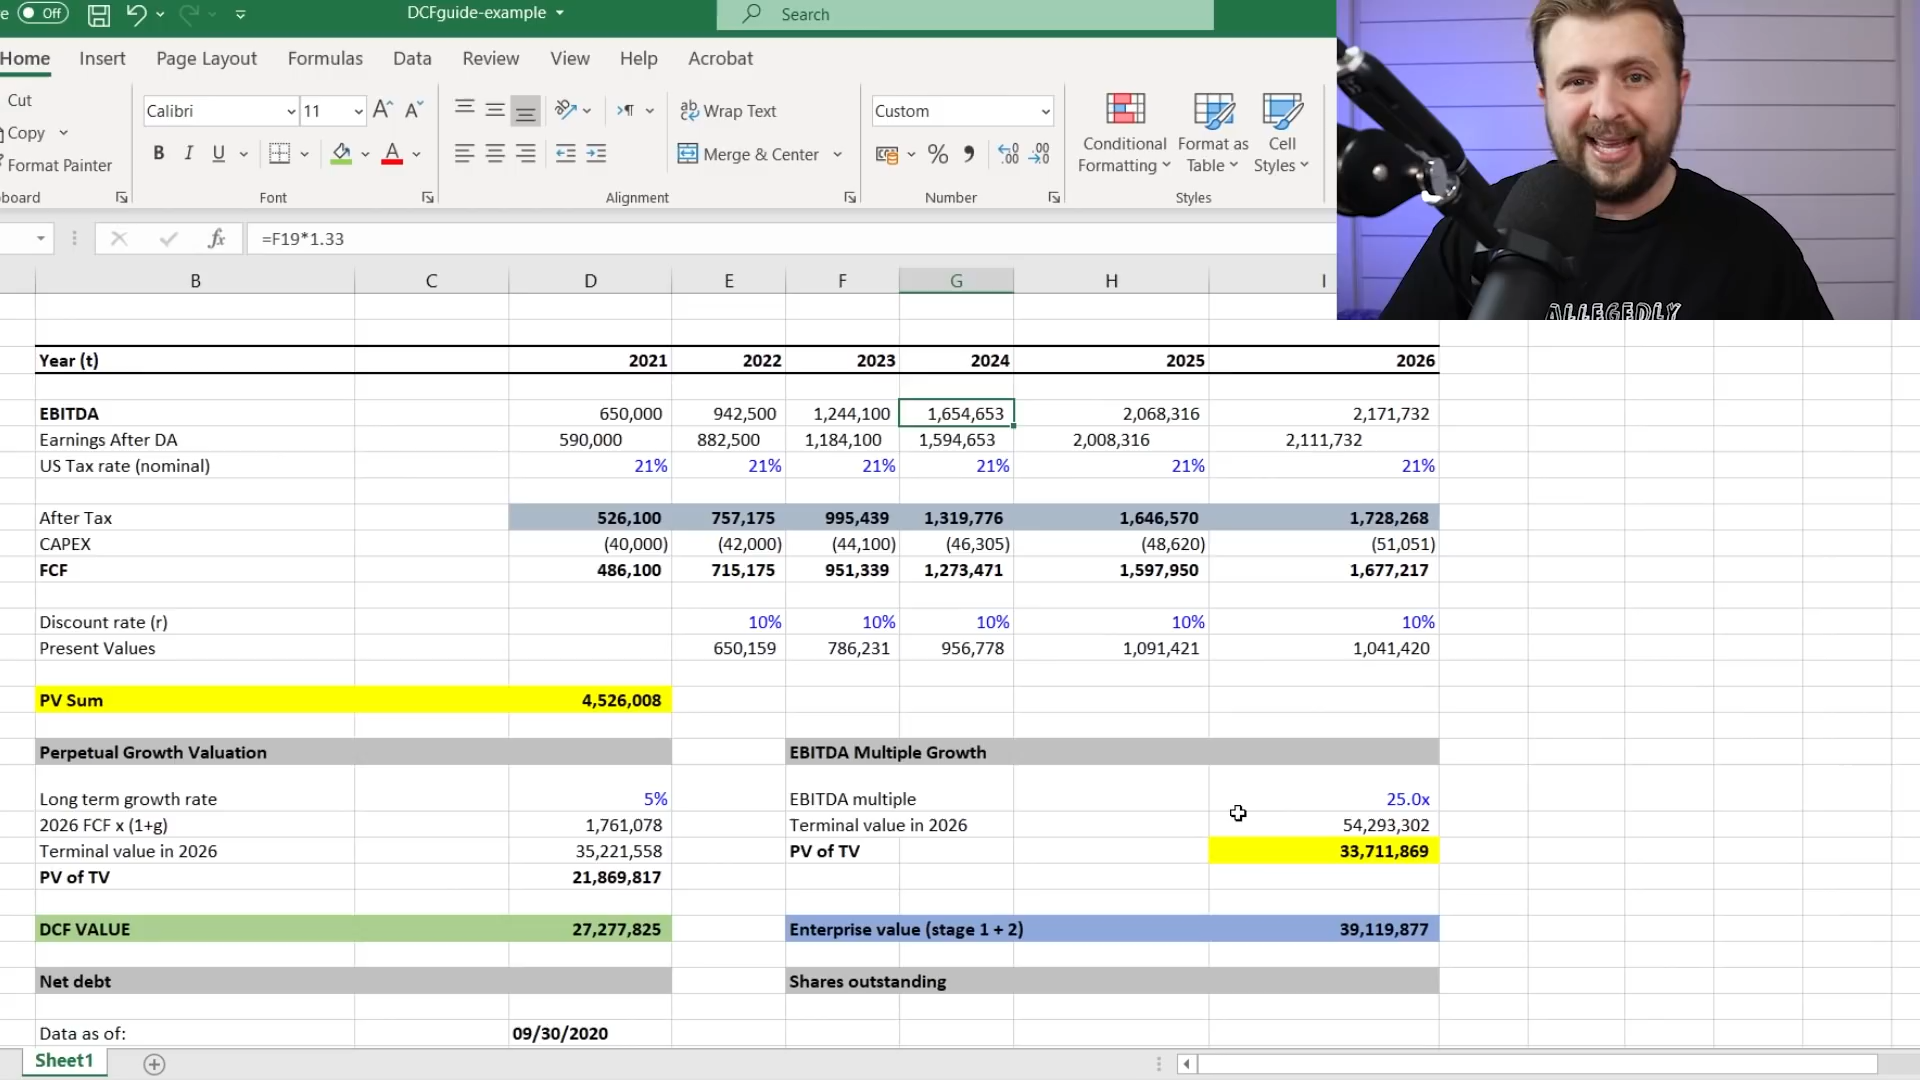 e Off DCFguide-example Search
Home Insert Page Layout Formulas Data Review View Help Acrobat
Cut
Copy
Format Painter
board
Calibri 11
B I U A
Font
Wrap Text
Merge & Center
Alignment
Custom
Number
Conditional Formatting
Format as Table
Cell Styles
Styles
fx =F19*1.33
B C D E F G H I
ALLEGEDLY
Year (t) 2021 2022 2023 2024 2025 2026
EBITDA 650,000 942,500 1,244,100 1,654,653 2,068,316 2,171,732
Earnings After DA 590,000 882,500 1,184,100 1,594,653 2,008,316 2,111,732
US Tax rate (nominal) 21% 21% 21% 21% 21% 21%
After Tax 526,100 757,175 995,439 1,319,776 1,646,570 1,728,268
CAPEX (40,000) (42,000) (44,100) (46,305) (48,620) (51,051)
FCF 486,100 715,175 951,339 1,273,471 1,597,950 1,677,217
Discount rate (r) 10% 10% 10% 10% 10%
Present Values 650,159 786,231 956,778 1,091,421 1,041,420
PV Sum 4,526,008
Perpetual Growth Valuation EBITDA Multiple Growth
Long term growth rate 5% EBITDA multiple 25.0x
2026 FCF x (1+g) 1,761,078 Terminal value in 2026 54,293,302
Terminal value in 2026 35,221,558 PV of TV 33,711,869
PV of TV 21,869,817
DCF VALUE 27,277,825 Enterprise value (stage 1 + 2) 39,119,877
Net debt Shares outstanding
Data as of: 09/30/2020
Sheet1